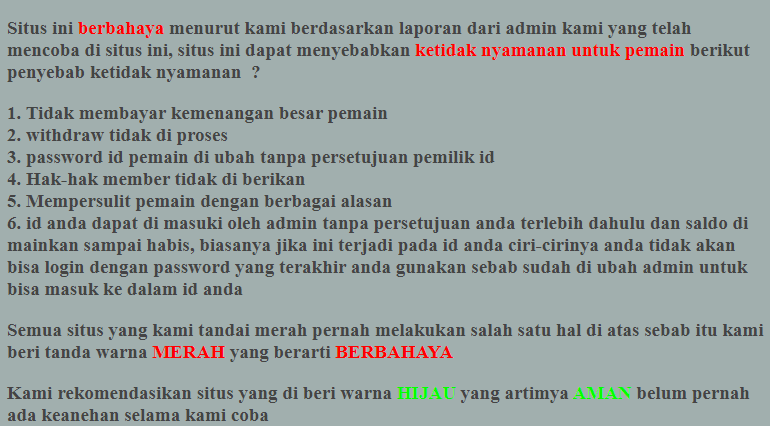 Situs ini berbahaya menurut kami berdasarkan laporan dari admin kami yang telah
mencoba di situs ini, situs ini dapat menyebabkan ketidak nyamanan untuk pemain berikut
penyebab ketidak nyamanan ?
1. Tidak membayar kemenangan besar pemain
2. withdraw tidak di proses
3. password id pemain di ubah tanpa persetujuan pemilik id
4. Hak-hak member tidak di berikan
5. Mempersulit pemain dengan berbagai alasan
6. id anda dapat di masuki oleh admin tanpa persetujuan anda terlebih dahulu dan saldo di
mainkan sampai habis, biasanya jika ini terjadi pada id anda ciri-cirinya anda tidak akan
bisa login dengan password yang terakhir anda gunakan sebab sudah di ubah admin untuk
bisa masuk ke dalam id anda
Semua situs yang kami tandai merah pernah melakukan salah satu hal di atas sebab itu kami
beri tanda warna MERAH yang berarti BERBAHAYA
Kami rekomendasikan situs yang di beri warna HIJAU yang artimya AMAN belum pernah
ada keanehan selama kami coba